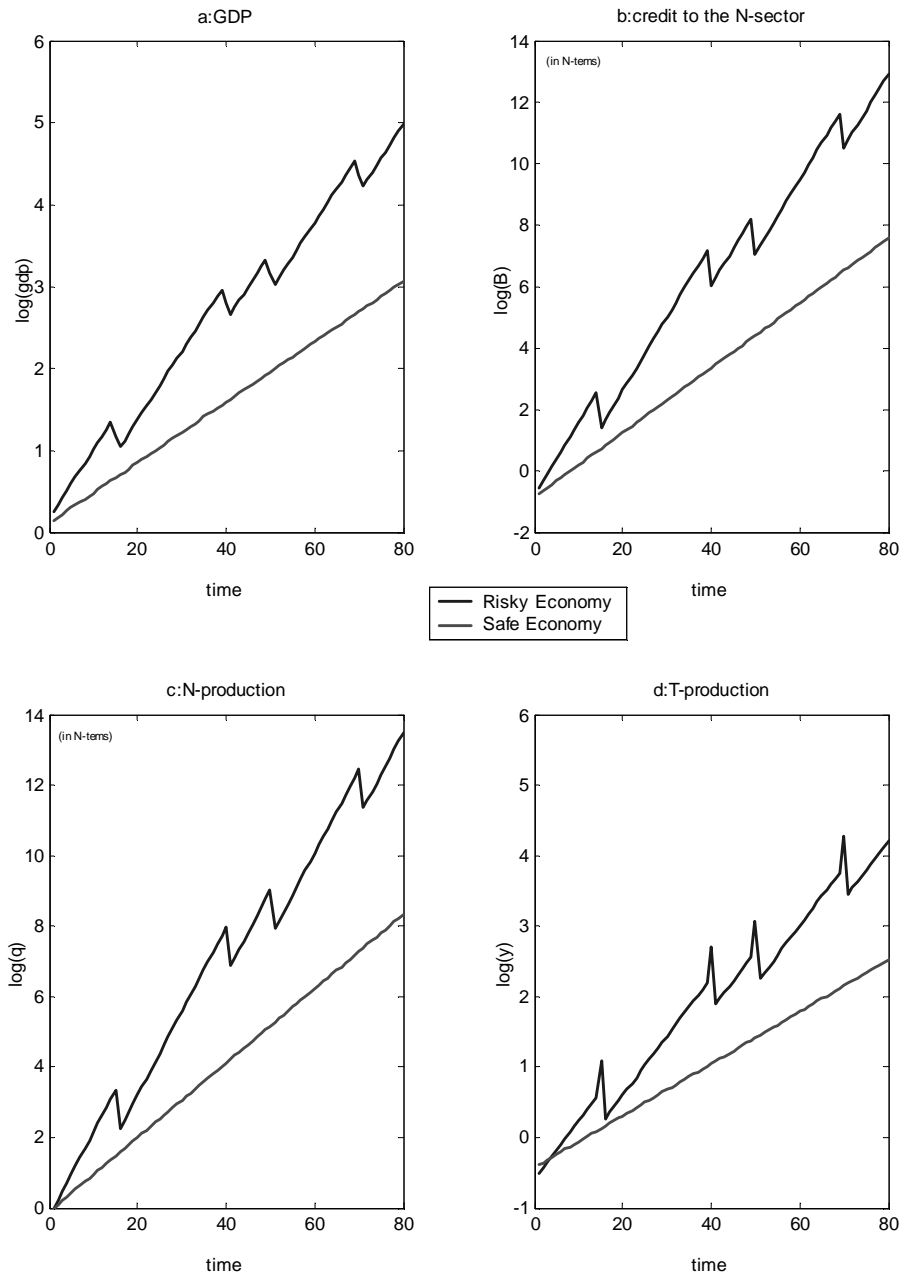 a:GDP
6
5
4
3
2
1
0
log(gdp)
0 20 40 60 80
time
b:credit to the N-sector
(in N-tems)
14
12
10
8
6
4
2
0
-2
log(B)
0 20 40 60 80
time
Risky Economy
Safe Economy
c:N-production
(in N-tems)
14
12
10
8
6
4
2
0
log(q)
0 20 40 60 80
time
d:T-production
6
5
4
3
2
1
0
-1
log(y)
0 20 40 60 80
time